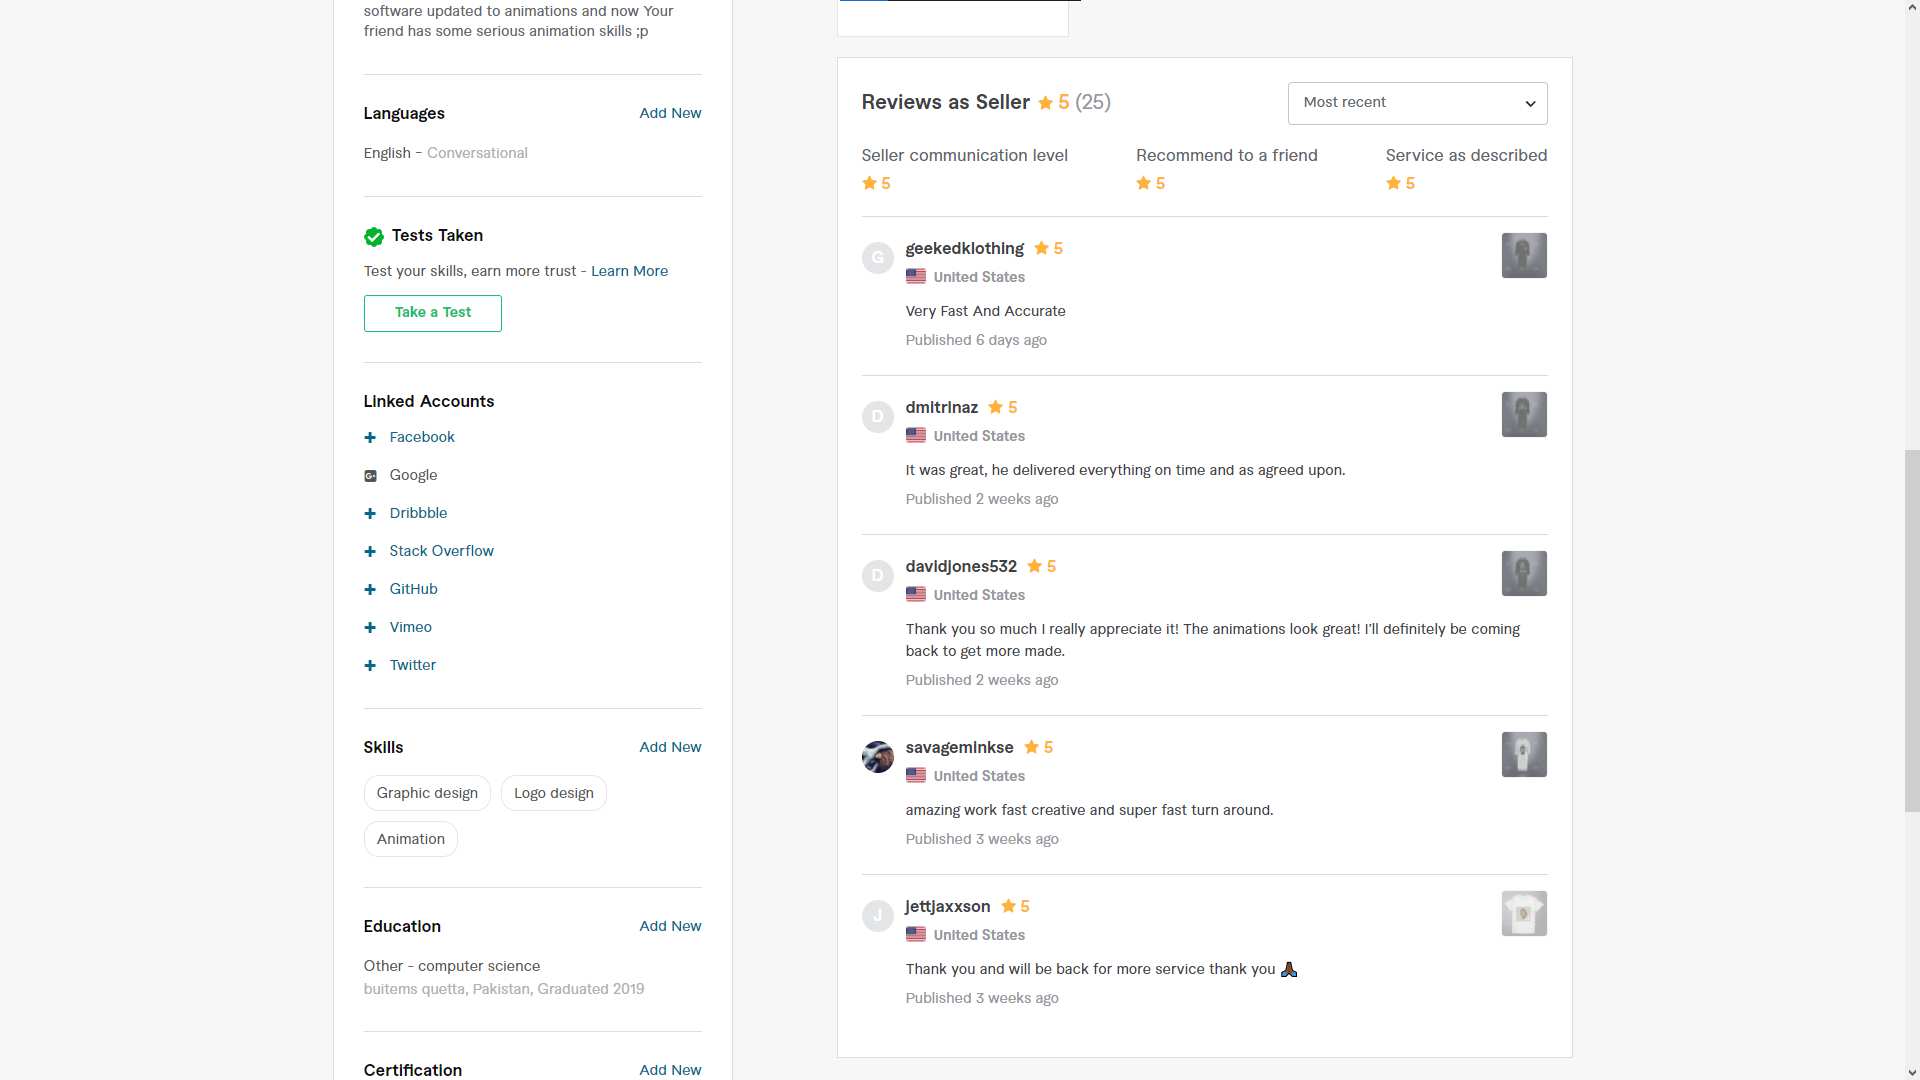 software updated to animations and now Your
friend has some serious animation skills ;p
Languages Add New
English - Conversational
Tests Taken
Test your skills, earn more trust - Learn More
Take a Test
Linked Accounts
Facebook
Google
Dribbble
Stack Overflow
GitHub
Vimeo
Twitter
Skills Add New
Graphic design Logo design
Animation
Education Add New
Other - computer science
buitems quetta, Pakistan, Graduated 2019
Certification Add New
Reviews as Seller 5 (25)
Most recent
Seller communication level Recommend to a friend Service as described
5 5 5
G geekedklothing 5
United States
Very Fast And Accurate
Published 6 days ago
D dmitrinaz 5
United States
It was great, he delivered everything on time and as agreed upon.
Published 2 weeks ago
D davidjones532 5
United States
Thank you so much I really appreciate it! The animations look great! I'll definitely be coming
back to get more made.
Published 2 weeks ago
savageminkse 5
United States
amazing work fast creative and super fast turn around.
Published 3 weeks ago
J jettjaxxson 5
United States
Thank you and will be back for more service thank you 🙏🏿
Published 3 weeks ago